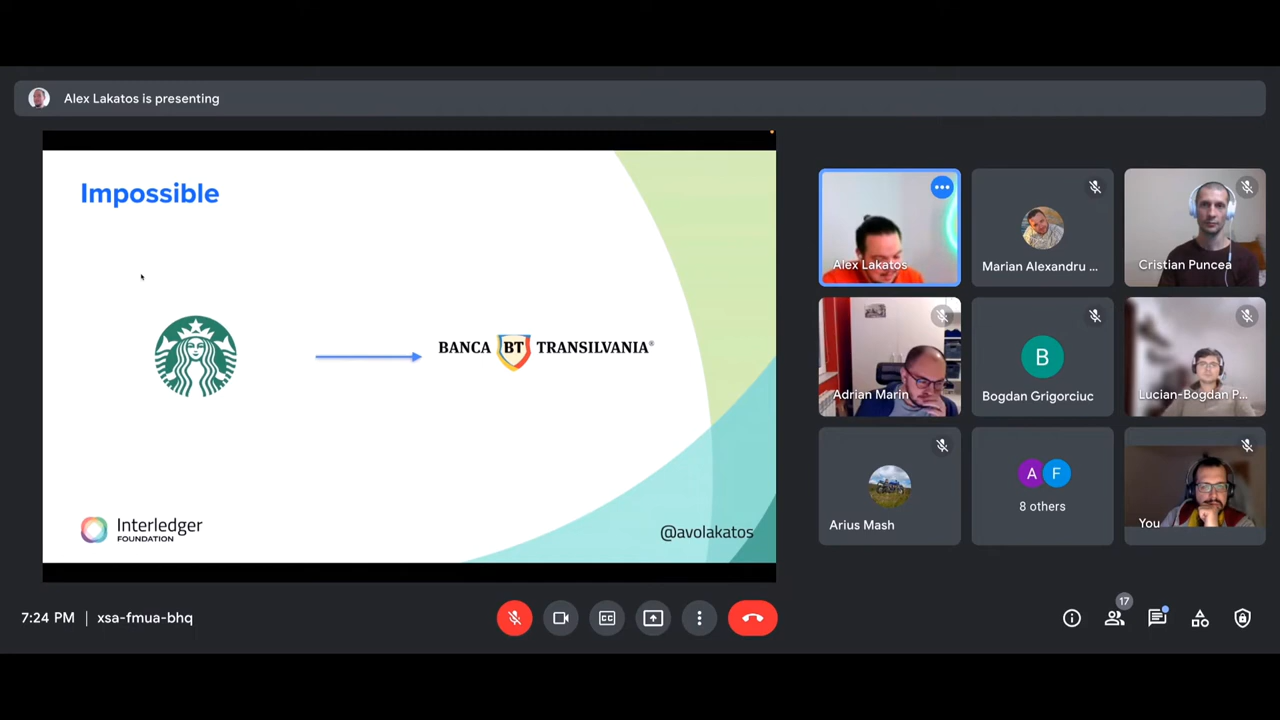 Alex Lakatos is presenting
Impossible
BANCA BT TRANSILVANIA®
Interledger
FOUNDATION
@avolakatos
Alex Lakatos
Marian Alexandru ...
Cristian Puncea
Adrian Marin
B
Bogdan Grigorciuc
Lucian-Bogdan P...
Arius Mash
A F
8 others
You
7:24 PM | xsa-fmua-bhq
CC
17